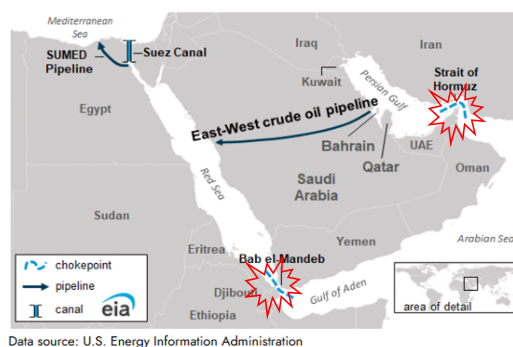 Mediterranean
Sea
SUMED
Pipeline
Suez Canal
Iraq
Iran
Kuwait
Persian Gulf
Strait of
Hormuz
Egypt
East-West crude oil pipeline
Bahrain
Qatar
UAE
Oman
Saudi
Arabia
Red Sea
Sudan
Yemen
Arabian Sea
Eritrea
Bab el-Mandeb
Djibouti
Gulf of Aden
Ethiopia
chokepoint
pipeline
canal
eia
area of detail
Data source: U.S. Energy Information Administration